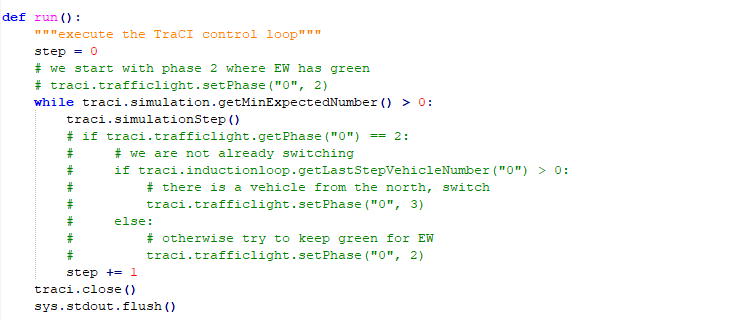 def run():
    """execute the TraCI control loop"""
    step = 0
    # we start with phase 2 where EW has green
    # traci.trafficlight.setPhase("0", 2)
    while traci.simulation.getMinExpectedNumber() > 0:
        traci.simulationStep()
        # if traci.trafficlight.getPhase("0") == 2:
        #     # we are not already switching
        #     if traci.inductionloop.getLastStepVehicleNumber("0") > 0:
        #         # there is a vehicle from the north, switch
        #         traci.trafficlight.setPhase("0", 3)
        #     else:
        #         # otherwise try to keep green for EW
        #         traci.trafficlight.setPhase("0", 2)
        step += 1
    traci.close()
    sys.stdout.flush()